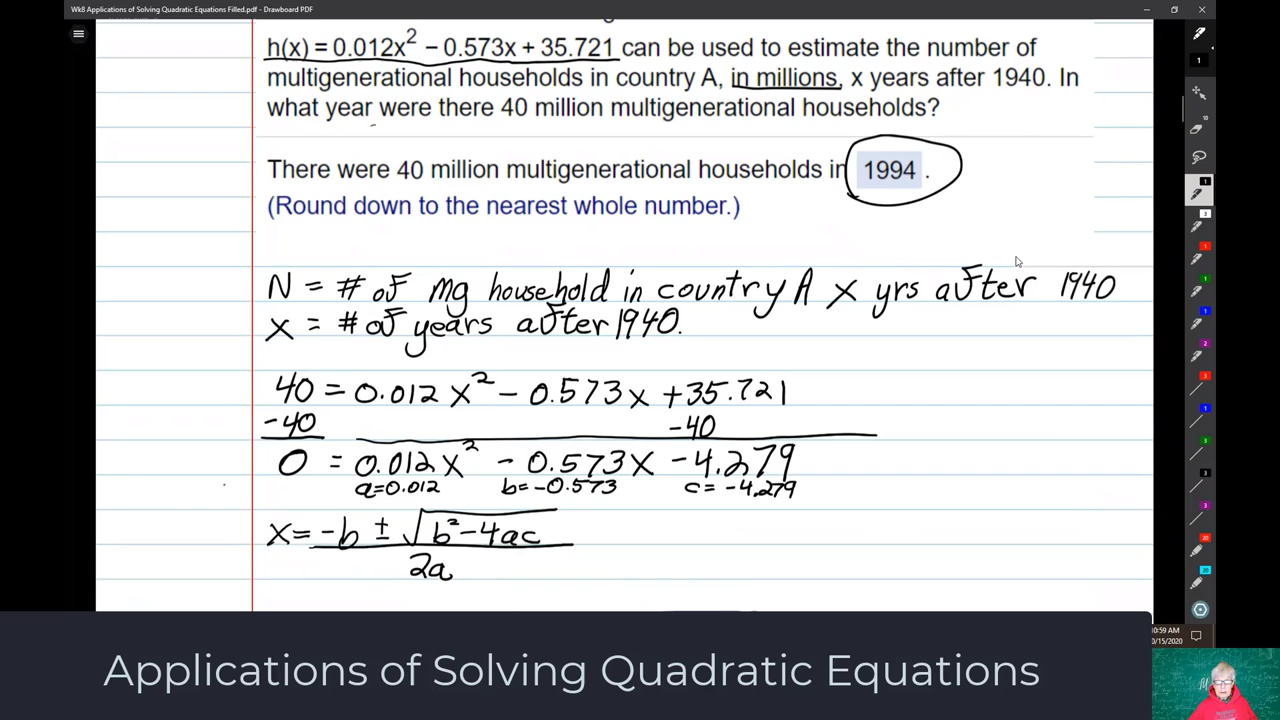 Wk8 Applications of Solving Quadratic Equations Filled.pdf - Drawboard PDF
h(x) = 0.012x² − 0.573x + 35.721 can be used to estimate the number of
multigenerational households in country A, in millions, x years after 1940. In
what year were there 40 million multigenerational households?
There were 40 million multigenerational households in 1994 .
(Round down to the nearest whole number.)
N = # of mg household in country A x yrs after 1940
x = # of years after 1940.
40 = 0.012x² − 0.573x + 35.721
-40 -40
0 = 0.012x² − 0.573x − 4.279
a=0.012 b=-0.573 c= -4.279
x = -b ± √b²-4ac
2a
10:59 AM
Applications of Solving Quadratic Equations